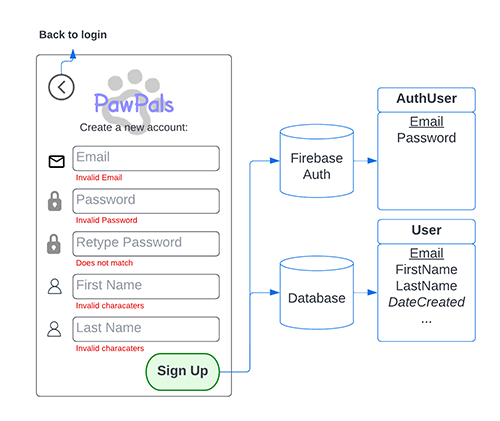 Back to login
PawPals
Create a new account:
Email
Invalid Email
Password
Invalid Password
Retype Password
Does not match
First Name
Invalid characaters
Last Name
Invalid characaters
Sign Up
Firebase
Auth
Database
AuthUser
Email
Password
User
Email
FirstName
LastName
DateCreated
...